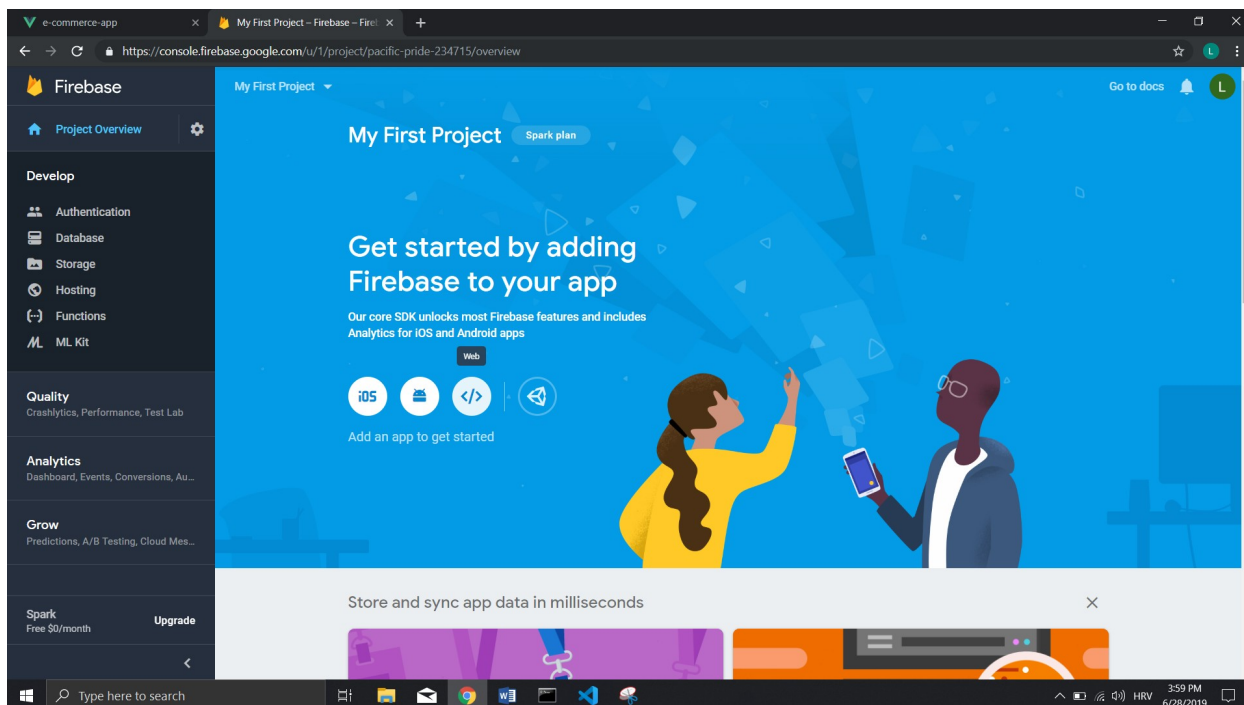 e-commerce-app
My First Project – Firebase – Fire
https://console.firebase.google.com/u/1/project/pacific-pride-234715/overview
L
Firebase
My First Project
Go to docs
L
Project Overview
My First Project
Spark plan
Develop
Authentication
Database
Storage
Hosting
Functions
ML Kit
Get started by adding
Firebase to your app
Our core SDK unlocks most Firebase features and includes
Analytics for iOS and Android apps
Web
iOS
Add an app to get started
Quality
Crashlytics, Performance, Test Lab
Analytics
Dashboard, Events, Conversions, Au...
Grow
Predictions, A/B Testing, Cloud Mes...
Spark
Free $0/month
Upgrade
Store and sync app data in milliseconds
Type here to search
HRV
3:59 PM
6/28/2019